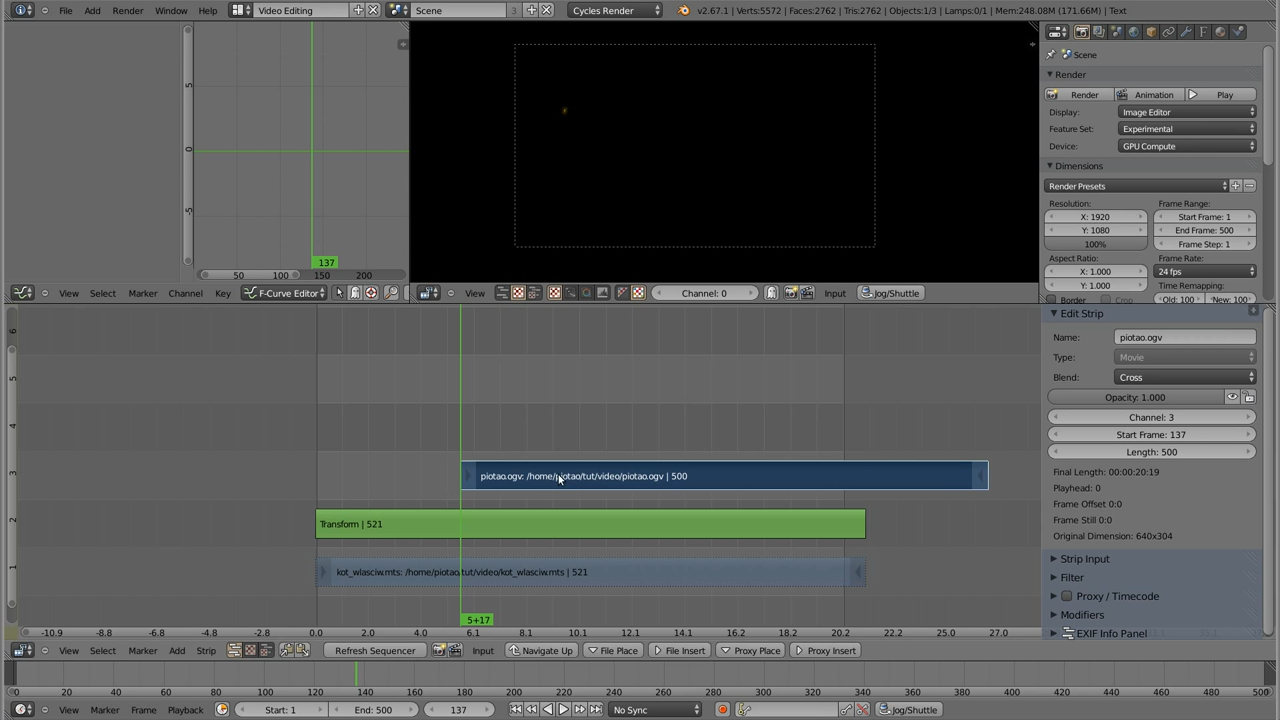 File Add Render Window Help Video Editing Scene 3 Cycles Render v2.67.1 | Verts:5572 | Faces:2762 | Tris:2762 | Objects:1/3 | Lamps:0/1 | Mem:248.08M (171.66M) | Text
5
0
-5
137
50 100 150 200
View Select Marker Channel Key F-Curve Editor
View Channel: 0 Input Jog/Shuttle
Scene
Render
Render Animation Play
Display: Image Editor
Feature Set: Experimental
Device: GPU Compute
Dimensions
Render Presets
Resolution: Frame Range:
X: 1920 Start Frame: 1
Y: 1080 End Frame: 500
100% Frame Step: 1
Aspect Ratio: Frame Rate:
X: 1.000 24 fps
Y: 1.000 Time Remapping:
Border Crop Old: 100 New: 100
6
5
4
3
2
1
piotao.ogv: /home/piotao/tut/video/piotao.ogv | 500
Transform | 521
kot_wlasciw.mts: /home/piotao/tut/video/kot_wlasciw.mts | 521
5+17
-10.9 -8.2 -4.8 -2.8 0.0 2.0 4.0 6.1 8.2 10.1 12.1 14.1 16.2 18.2 20.2 22.2 25.0 27.0
Edit Strip
Name: piotao.ogv
Type: Movie
Blend: Cross
Opacity: 1.000
Channel: 3
Start Frame: 137
Length: 500
Final Length: 00:00:20:19
Playhead: 0
Frame Offset 0:0
Frame Still 0:0
Original Dimension: 640x304
Strip Input
Filter
Proxy / Timecode
Modifiers
EXIF Info Panel
View Select Marker Add Strip Refresh Sequencer Input Navigate Up File Place File Insert Proxy Place Proxy Insert
0 20 40 60 80 100 120 140 160 180 200 220 240 260 280 300 320 340 360 380 400 420 440 460 480 500
View Marker Frame Playback Start: 1 End: 500 137 No Sync Jog/Shuttle